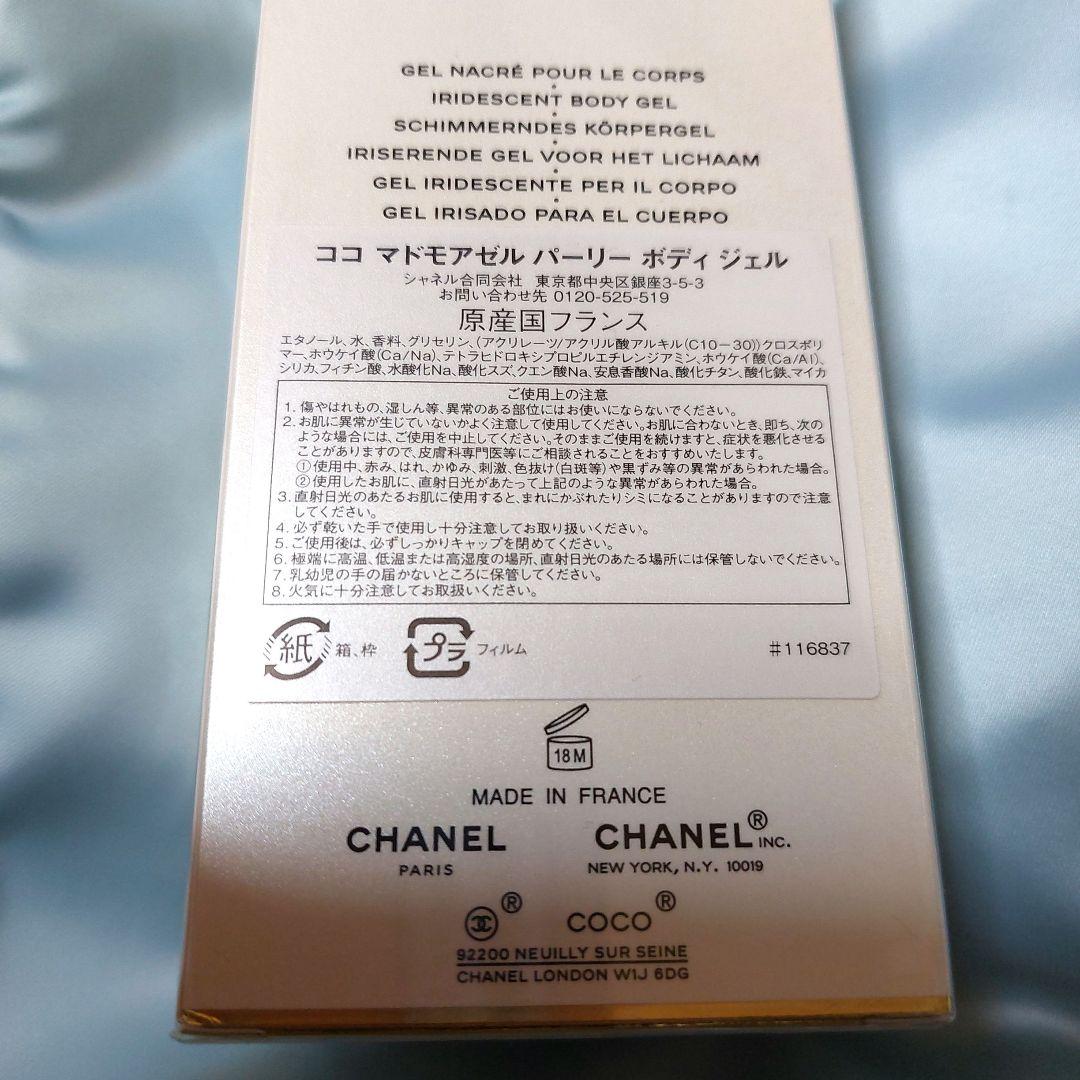 GEL NACRÉ POUR LE CORPS
IRIDESCENT BODY GEL
SCHIMMERNDES KÖRPERGEL
IRISERENDE GEL VOOR HET LICHAAM
GEL IRIDESCENTE PER IL CORPO
GEL IRISADO PARA EL CUERPO
ココ マドモアゼル パーリー ボディ ジェル
シャネル合同会社 東京都中央区銀座3-5-3
お問い合わせ先 0120-525-519
原産国フランス
エタノール、水、香料、グリセリン、(アクリレーツ/アクリル酸アルキル(C10-30))クロスポリ
マー、ホウケイ酸(Ca/Na)、テトラヒドロキシプロピルエチレンジアミン、ホウケイ酸(Ca/Al)、
シリカ、フィチン酸、水酸化Na、酸化スズ、クエン酸Na、安息香酸Na、酸化チタン、酸化鉄、マイカ
ご使用上の注意
1. 傷やはれもの、湿しん等、異常のある部位にはお使いにならないでください。
2. お肌に異常が生じていないかよく注意して使用してください。お肌に合わないとき、即ち、次の
ような場合には、ご使用を中止してください。そのままご使用を続けますと、症状を悪化させる
ことがありますので、皮膚科専門医等にご相談されることをおすすめいたします。
①使用中、赤み、はれ、かゆみ、刺激、色抜け(白斑等)や黒ずみ等の異常があらわれた場合。
②使用したお肌に、直射日光があたって上記のような異常があらわれた場合。
3. 直射日光のあたるお肌に使用すると、まれにかぶれたりシミになることがありますので注意
してください。
4. 必ず乾いた手で使用し十分注意してお取り扱いください。
5. ご使用後は、必ずしっかりキャップを閉めてください。
6. 極端に高温、低温または高湿度の場所、直射日光のあたる場所には保管しないでください。
7. 乳幼児の手の届かないところに保管してください。
8. 火気に十分注意してお取扱いください。
紙 箱、枠 プラ フィルム #116837
18M
MADE IN FRANCE
CHANEL CHANEL® INC.
PARIS NEW YORK, N.Y. 10019
® COCO®
92200 NEUILLY SUR SEINE
CHANEL LONDON W1J 6DG